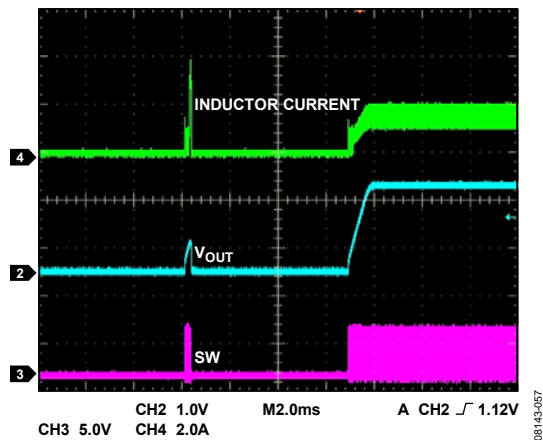 INDUCTOR CURRENT
4
VOUT
2
SW
3
CH2 1.0V M2.0ms A CH2 1.12V
CH3 5.0V CH4 2.0A
08143-057